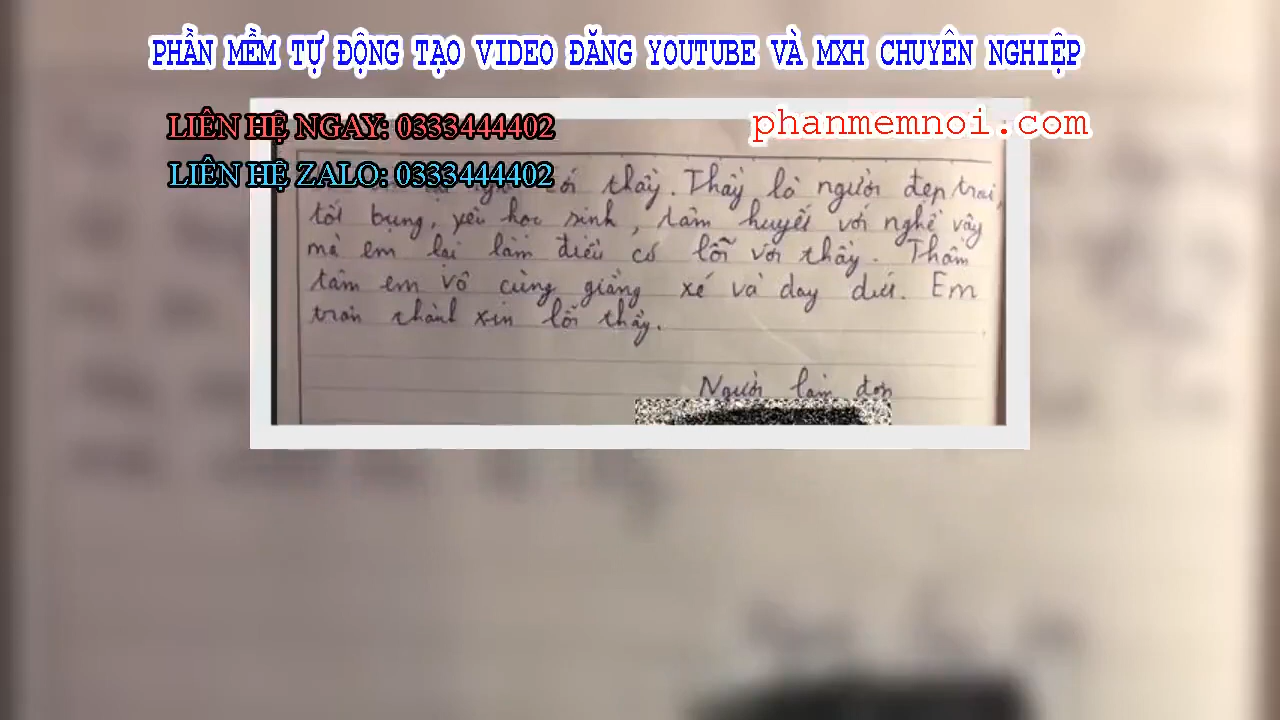 PHẦN MỀM TỰ ĐỘNG TẠO VIDEO ĐĂNG YOUTUBE VÀ MXH CHUYÊN NGHIỆP
LIÊN HỆ NGAY: 0333444402
phanmemnoi.com
LIÊN HỆ ZALO: 0333444402
thầy. Thầy là người đẹp trai,
tốt bụng, yêu học sinh, tâm huyết với nghề vậy
mà em lại làm điều có lỗi với thầy. Thâm
tâm em vô cùng giằng xé và day dứt. Em
trân thành xin lỗi thầy.
Người làm đơn